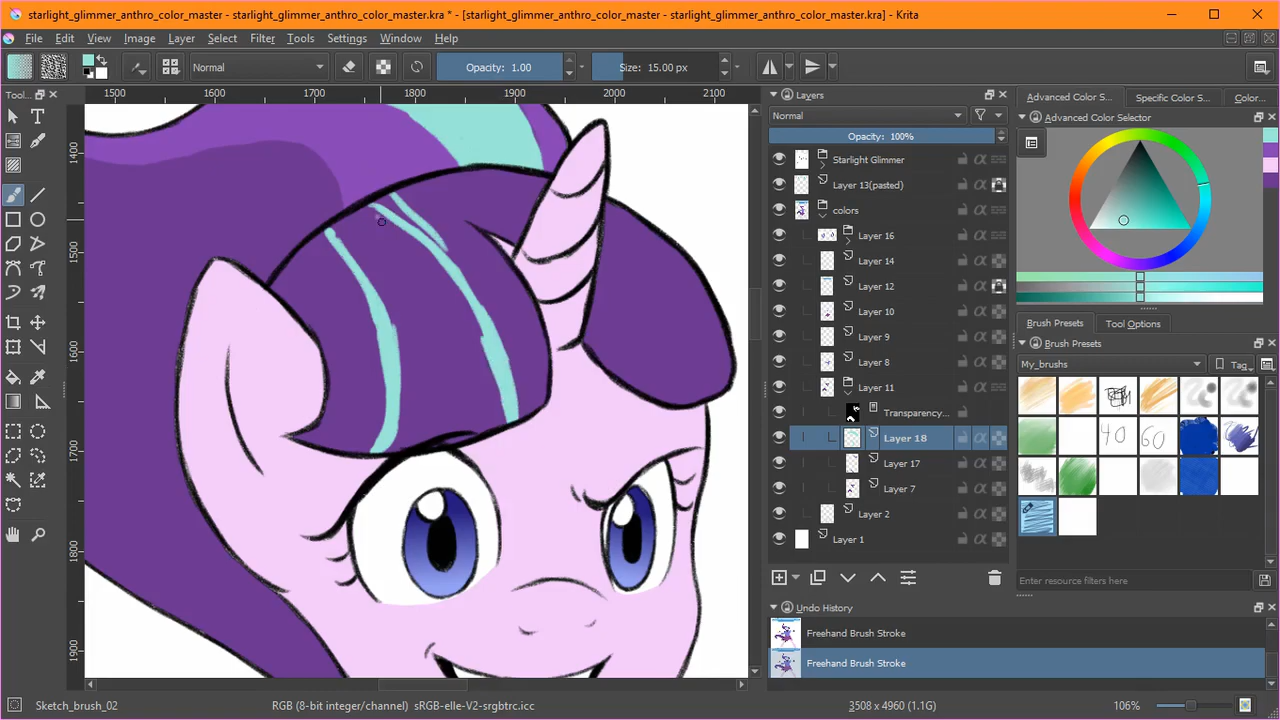 starlight_glimmer_anthro_color_master.kra * - [starlight_glimmer_anthro_color_master - starlight_glimmer_anthro_color_master.kra] - Krita
File Edit View Image Layer Select Filter Tools Settings Window Help
Normal Opacity: 1.00 Size: 15.00 px
Tool...
1500 1600 1700 1800 1900 2000 2100
1400
1500
1600
1700
1800
1900
Layers
Normal
Opacity: 100%
Starlight Glimmer
Layer 13(pasted)
colors
Layer 16
Layer 14
Layer 12
Layer 10
Layer 9
Layer 8
Layer 11
Transparency...
Layer 18
Layer 17
Layer 7
Layer 2
Layer 1
Undo History
Freehand Brush Stroke
Freehand Brush Stroke
Advanced Color S... Specific Color S... Color...
Advanced Color Selector
Brush Presets Tool Options
Brush Presets
My_brushs Tag
40 60
Enter resource filters here
Sketch_brush_02 RGB (8-bit integer/channel) sRGB-elle-V2-srgbtrc.icc 3508 x 4960 (1.1G) 106%